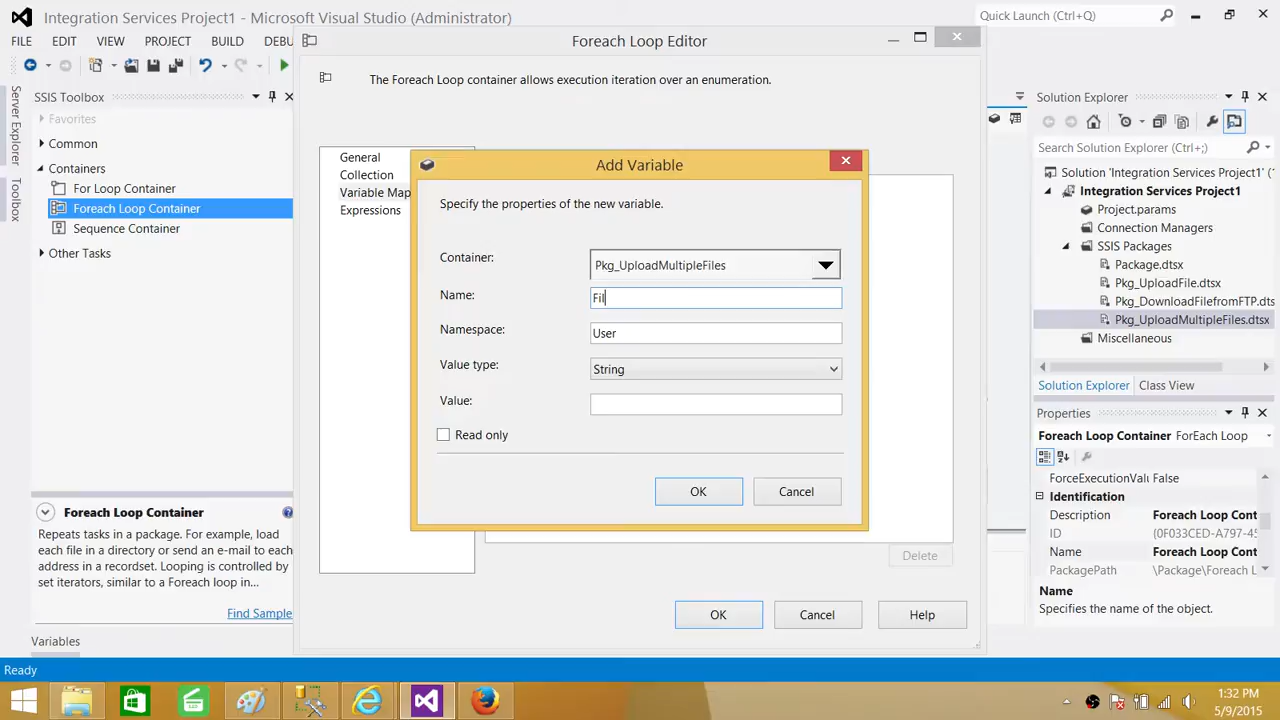 Integration Services Project1 - Microsoft Visual Studio (Administrator)
Quick Launch (Ctrl+;)
FILE EDIT VIEW PROJECT BUILD DEBU
Foreach Loop Editor
The Foreach Loop container allows execution iteration over an enumeration.
Server Explorer
Toolbox
SSIS Toolbox
Favorites
Common
Containers
For Loop Container
Foreach Loop Container
Sequence Container
Other Tasks
Foreach Loop Container
Repeats tasks in a package. For example, load
each file in a directory or send an e-mail to each
address in a recordset. Looping is controlled by
set iterators, similar to a Foreach loop in...
Find Sample
Variables
General
Collection
Variable Map
Expressions
Add Variable
Specify the properties of the new variable.
Container: Pkg_UploadMultipleFiles
Name: Fil
Namespace: User
Value type: String
Value:
Read only
OK Cancel
Delete
OK Cancel Help
Solution Explorer
Search Solution Explorer (Ctrl+;)
Solution 'Integration Services Project1' (
Integration Services Project1
Project.params
Connection Managers
SSIS Packages
Package.dtsx
Pkg_UploadFile.dtsx
Pkg_DownloadFilefromFTP.dts
Pkg_UploadMultipleFiles.dtsx
Miscellaneous
Solution Explorer Class View
Properties
Foreach Loop Container ForEach Loop
ForceExecutionValu False
Identification
Description Foreach Loop Cont
ID {0F033CED-A797-45
Name Foreach Loop Cont
PackagePath \Package\Foreach L
Name
Specifies the name of the object.
Ready
1:32 PM
5/9/2015